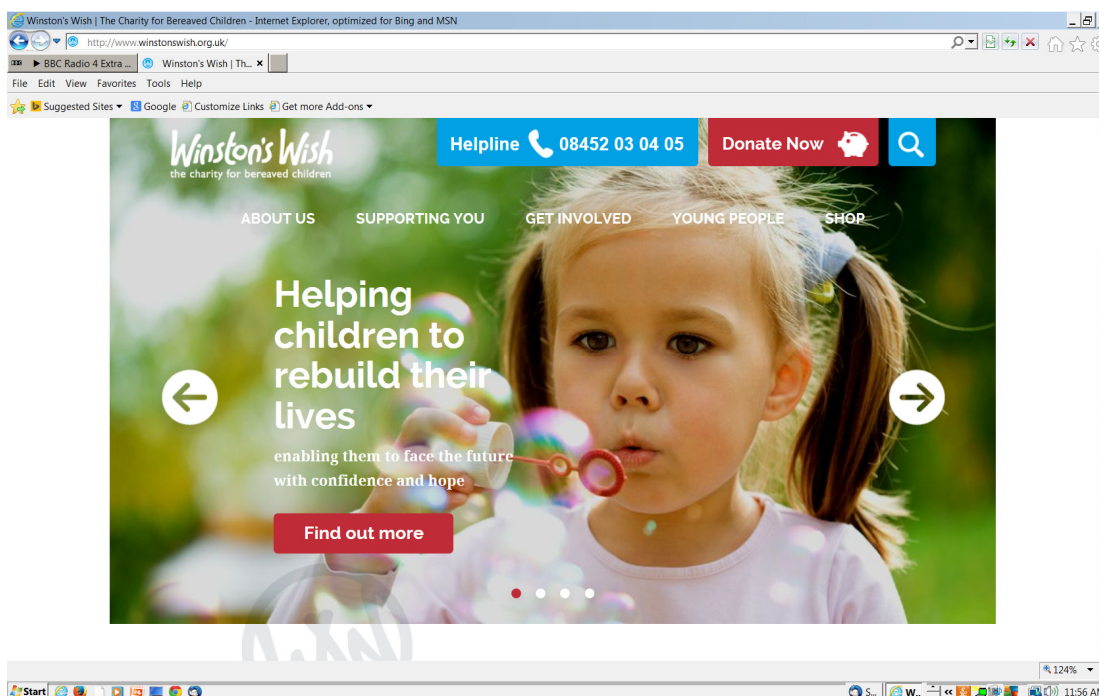 Winston's Wish | The Charity for Bereaved Children - Internet Explorer, optimized for Bing and MSN
http://www.winstonswish.org.uk/
BBC Radio 4 Extra ... Winston's Wish | Th...
File Edit View Favorites Tools Help
Suggested Sites Google Customize Links Get more Add-ons
Winston's Wish
the charity for bereaved children
Helpline 08452 03 04 05 Donate Now
ABOUT US SUPPORTING YOU GET INVOLVED YOUNG PEOPLE SHOP
Helping
children to
rebuild their
lives
enabling them to face the future
with confidence and hope
Find out more
124%
Start S... W... 11:56 AM